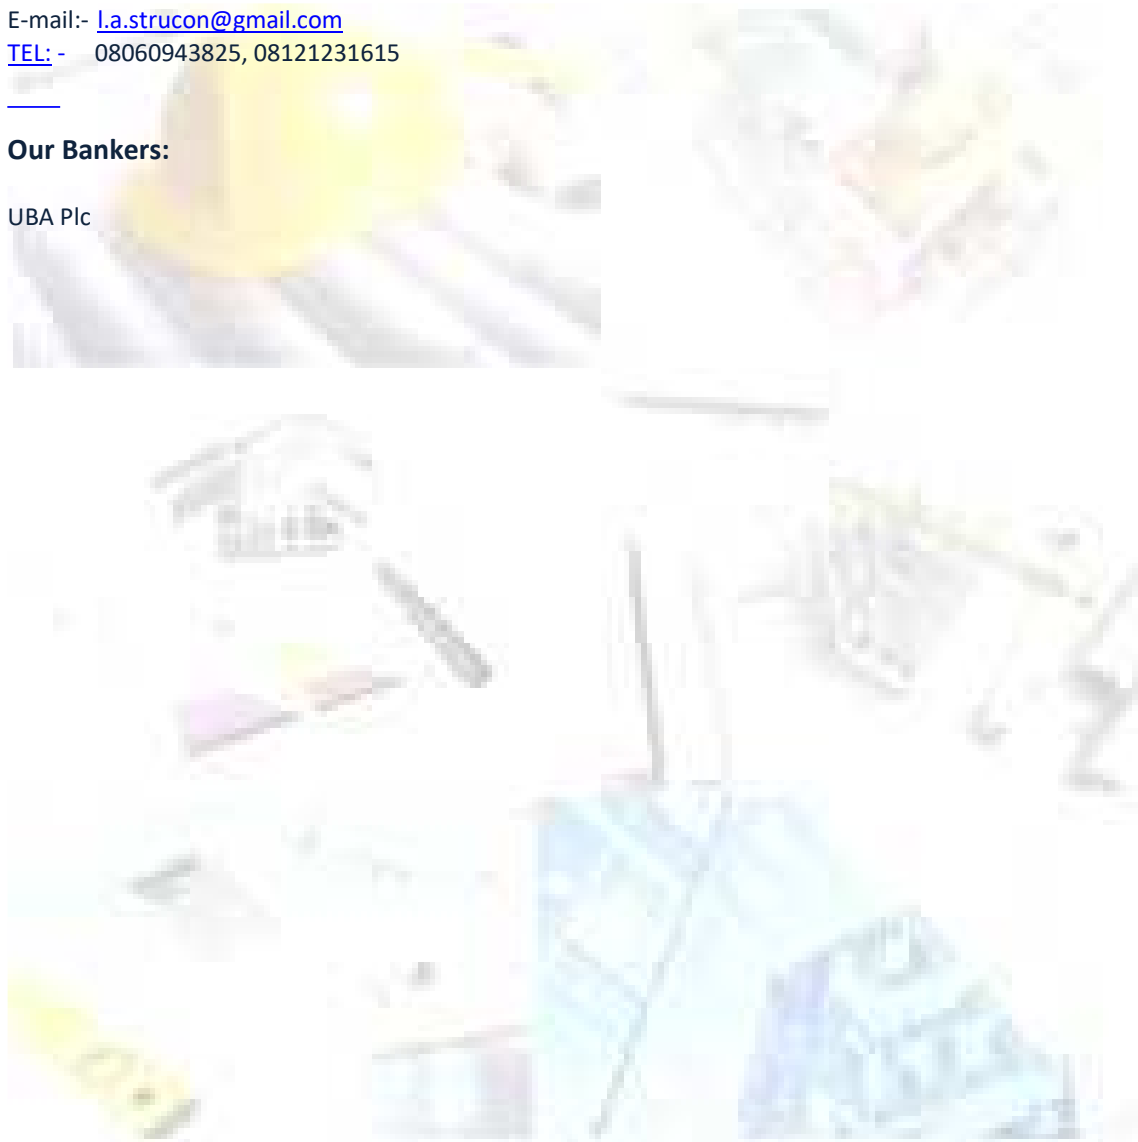 E-mail:- l.a.strucon@gmail.com
TEL: - 08060943825, 08121231615
Our Bankers:
UBA Plc